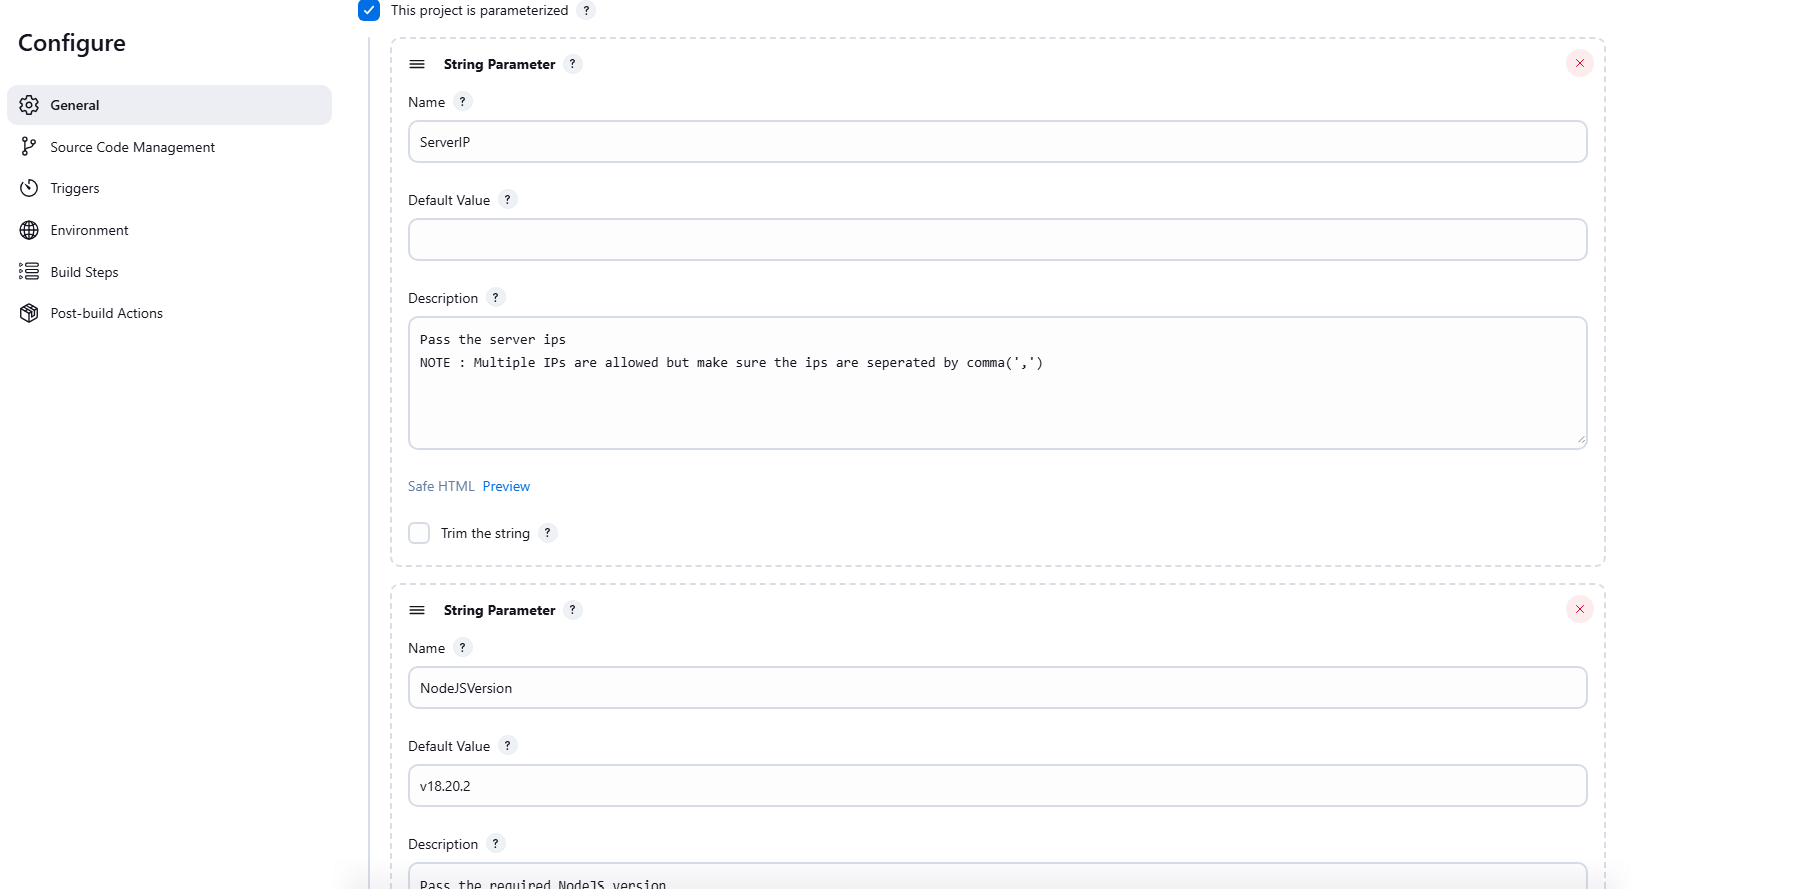 This project is parameterized ?
Configure
General
Source Code Management
Triggers
Environment
Build Steps
Post-build Actions
String Parameter ?
Name ?
ServerIP
Default Value ?
Description ?
Pass the server ips
NOTE : Multiple IPs are allowed but make sure the ips are seperated by comma(',')
Safe HTML Preview
Trim the string ?
String Parameter ?
Name ?
NodeJSVersion
Default Value ?
v18.20.2
Description ?
Pass the required NodeJS version